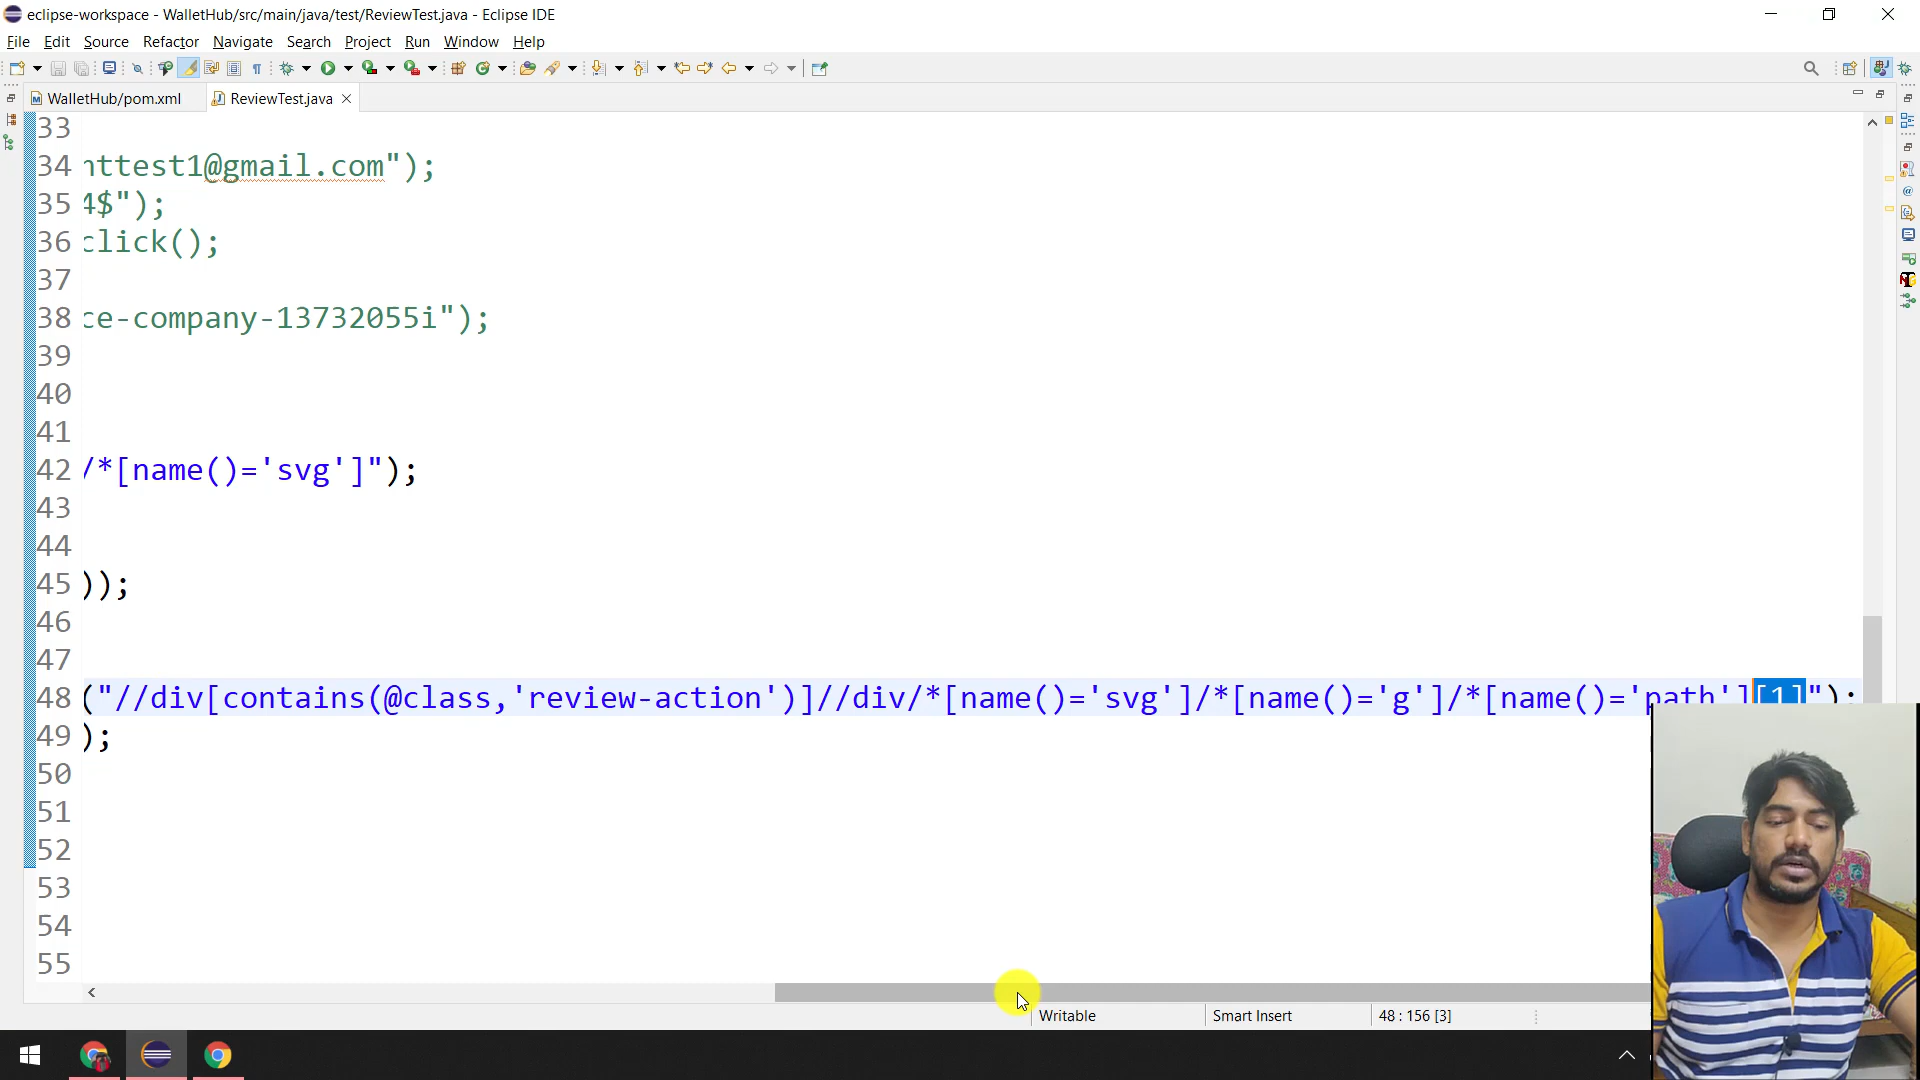 eclipse-workspace - WalletHub/src/main/java/test/ReviewTest.java - Eclipse IDE
File Edit Source Refactor Navigate Search Project Run Window Help
WalletHub/pom.xml ReviewTest.java
33
34 nttest1@gmail.com");
35 4$");
36 click();
37
38 ce-company-13732055i");
39
40
41
42 /*[name()='svg']");
43
44
45 ));
46
47
48 ("//div[contains(@class,'review-action')]//div/*[name()='svg']/*[name()='g']/*[name()='path'][1]");
49 );
50
51
52
53
54
55
Writable Smart Insert 48 : 156 [3]